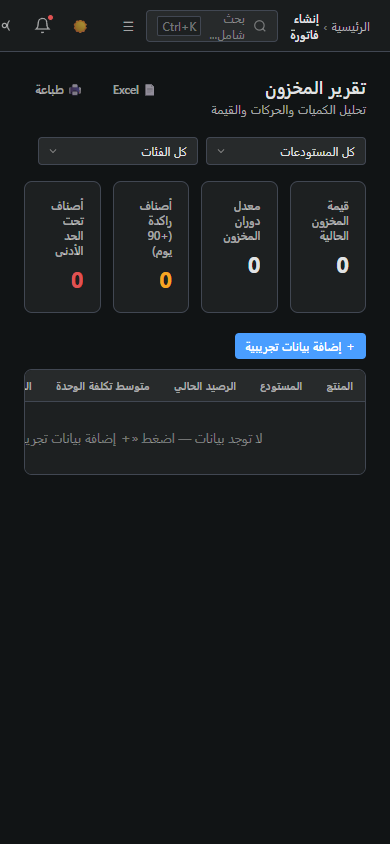 الرئيسية › إنشاء فاتورة
بحث شامل... Ctrl+K
تقرير المخزون
Excel
طباعة
تحليل الكميات والحركات والقيمة
كل المستودعات
كل الفئات
قيمة المخزون الحالية
0
معدل دوران المخزون
0
أصناف راكدة (+90 يوم)
0
أصناف تحت الحد الأدنى
0
+ إضافة بيانات تجريبية
المنتج المستودع الرصيد الحالي متوسط تكلفة الوحدة
لا توجد بيانات — اضغط «+ إضافة بيانات